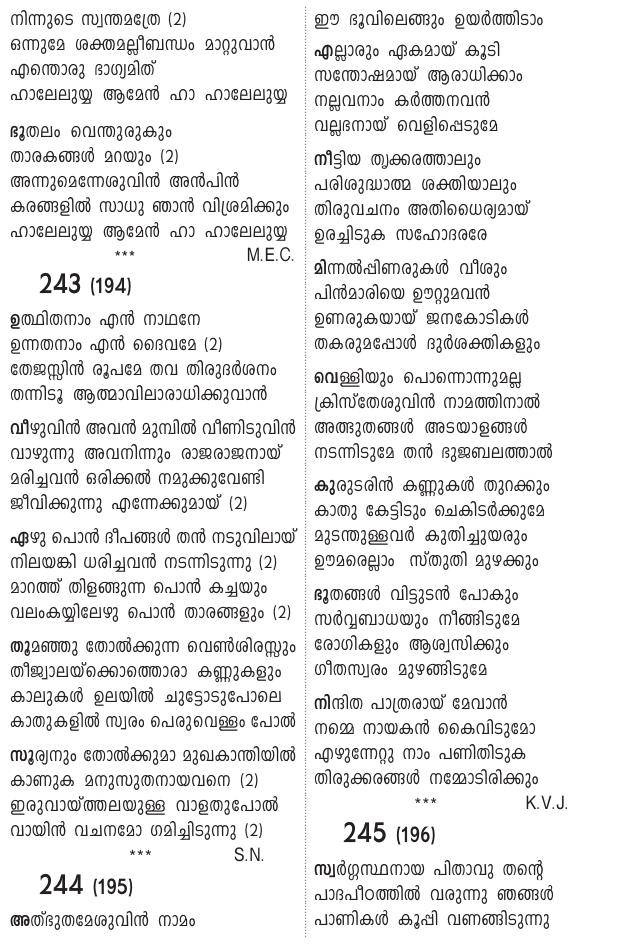 നിന്നുടെ സ്വന്തമത്രേ (2)
ഒന്നുമേ ശക്തമല്ലീബന്ധം മാറ്റുവാൻ
എന്തൊരു ഭാഗ്യമിത്
ഹാലേലുയ്യ ആമേൻ ഹാ ഹാലേലുയ്യ
ഭൂതലം വെന്തുരുകും
താരകങ്ങൾ മറയും (2)
അന്നുമെന്നേശുവിൻ അൻപിൻ
കരങ്ങളിൽ സാധു ഞാൻ വിശ്രമിക്കും
ഹാലേലുയ്യ ആമേൻ ഹാ ഹാലേലുയ്യ
*** M.E.C.
243 (194)
ഉത്ഥിതനാം എൻ നാഥനേ
ഉന്നതനാം എൻ ദൈവമേ (2)
തേജസ്സിൻ രൂപമേ തവ തിരുദർശനം
തന്നിടൂ ആത്മാവിലാരാധിക്കുവാൻ
വീഴുവിൻ അവൻ മുമ്പിൽ വീണിടുവിൻ
വാഴുന്നു അവനിന്നും രാജരാജനായ്
മരിച്ചവൻ ഒരിക്കൽ നമുക്കുവേണ്ടി
ജീവിക്കുന്നു എന്നേക്കുമായ് (2)
ഏഴു പൊൻ ദീപങ്ങൾ തൻ നടുവിലായ്
നിലയങ്കി ധരിച്ചവൻ നടന്നിടുന്നു (2)
മാറത്ത് തിളങ്ങുന്ന പൊൻ കച്ചയും
വലംകയ്യിലേഴു പൊൻ താരങ്ങളും (2)
തൂമഞ്ഞു തോൽക്കുന്ന വെൺശിരസ്സും
തീജ്വാലയ്ക്കൊത്തൊരാ കണ്ണുകളും
കാലുകൾ ഉലയിൽ ചുട്ടോടുപോലെ
കാതുകളിൽ സ്വരം പെരുവെള്ളം പോൽ
സൂര്യനും തോൽക്കുമാ മുഖകാന്തിയിൽ
കാണുക മനുസുതനായവനെ (2)
ഇരുവായ്ത്തലയുള്ള വാളതുപോൽ
വായിൻ വചനമോ ഗമിച്ചിടുന്നു (2)
*** S.N.
244 (195)
അത്ഭുതമേശുവിൻ നാമം
ഈ ഭൂവിലെങ്ങും ഉയർത്തിടാം
എല്ലാരും ഏകമായ് കൂടി
സന്തോഷമായ് ആരാധിക്കാം
നല്ലവനാം കർത്തനവൻ
വല്ലഭനായ് വെളിപ്പെടുമേ
നീട്ടിയ തൃക്കരത്താലും
പരിശുദ്ധാത്മ ശക്തിയാലും
തിരുവചനം അതിധൈര്യമായ്
ഉരച്ചിടുക സഹോദരരേ
മിന്നൽപ്പിണരുകൾ വീശും
പിൻമാരിയെ ഊറ്റുമവൻ
ഉണരുകയായ് ജനകോടികൾ
തകരുമപ്പോൾ ദുർശക്തികളും
വെള്ളിയും പൊന്നൊന്നുമല്ല
ക്രിസ്തേശുവിൻ നാമത്തിനാൽ
അത്ഭുതങ്ങൾ അടയാളങ്ങൾ
നടന്നിടുമേ തൻ ഭുജബലത്താൽ
കുരുടരിൻ കണ്ണുകൾ തുറക്കും
കാതു കേട്ടിടും ചെകിടർക്കുമേ
മുടന്തുള്ളവർ കുതിച്ചുയരും
ഊമരെല്ലാം സ്തുതി മുഴക്കും
ഭൂതങ്ങൾ വിട്ടുടൻ പോകും
സർവ്വബാധയും നീങ്ങിടുമേ
രോഗികളും ആശ്വസിക്കും
ഗീതസ്വരം മുഴങ്ങിടുമേ
നിന്ദിത പാത്രരായ് മേവാൻ
നമ്മെ നായകൻ കൈവിടുമോ
എഴുന്നേറ്റു നാം പണിതിടുക
തിരുക്കരങ്ങൾ നമ്മോടിരിക്കും
*** K.V.J.
245 (196)
സ്വർഗ്ഗസ്ഥനായ പിതാവു തന്റെ
പാദപീഠത്തിൽ വരുന്നു ഞങ്ങൾ
പാണികൾ കൂപ്പി വണങ്ങിടുന്നു